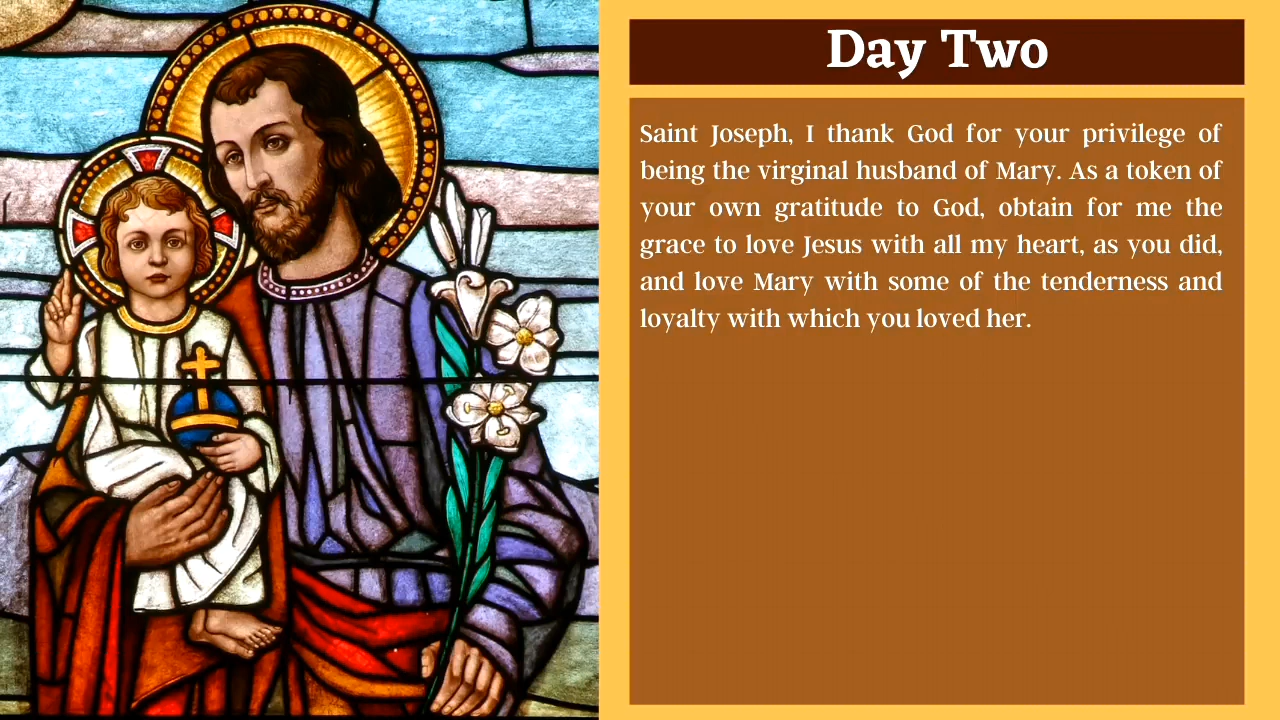 Day Two
Saint Joseph, I thank God for your privilege of
being the virginal husband of Mary. As a token of
your own gratitude to God, obtain for me the
grace to love Jesus with all my heart, as you did,
and love Mary with some of the tenderness and
loyalty with which you loved her.